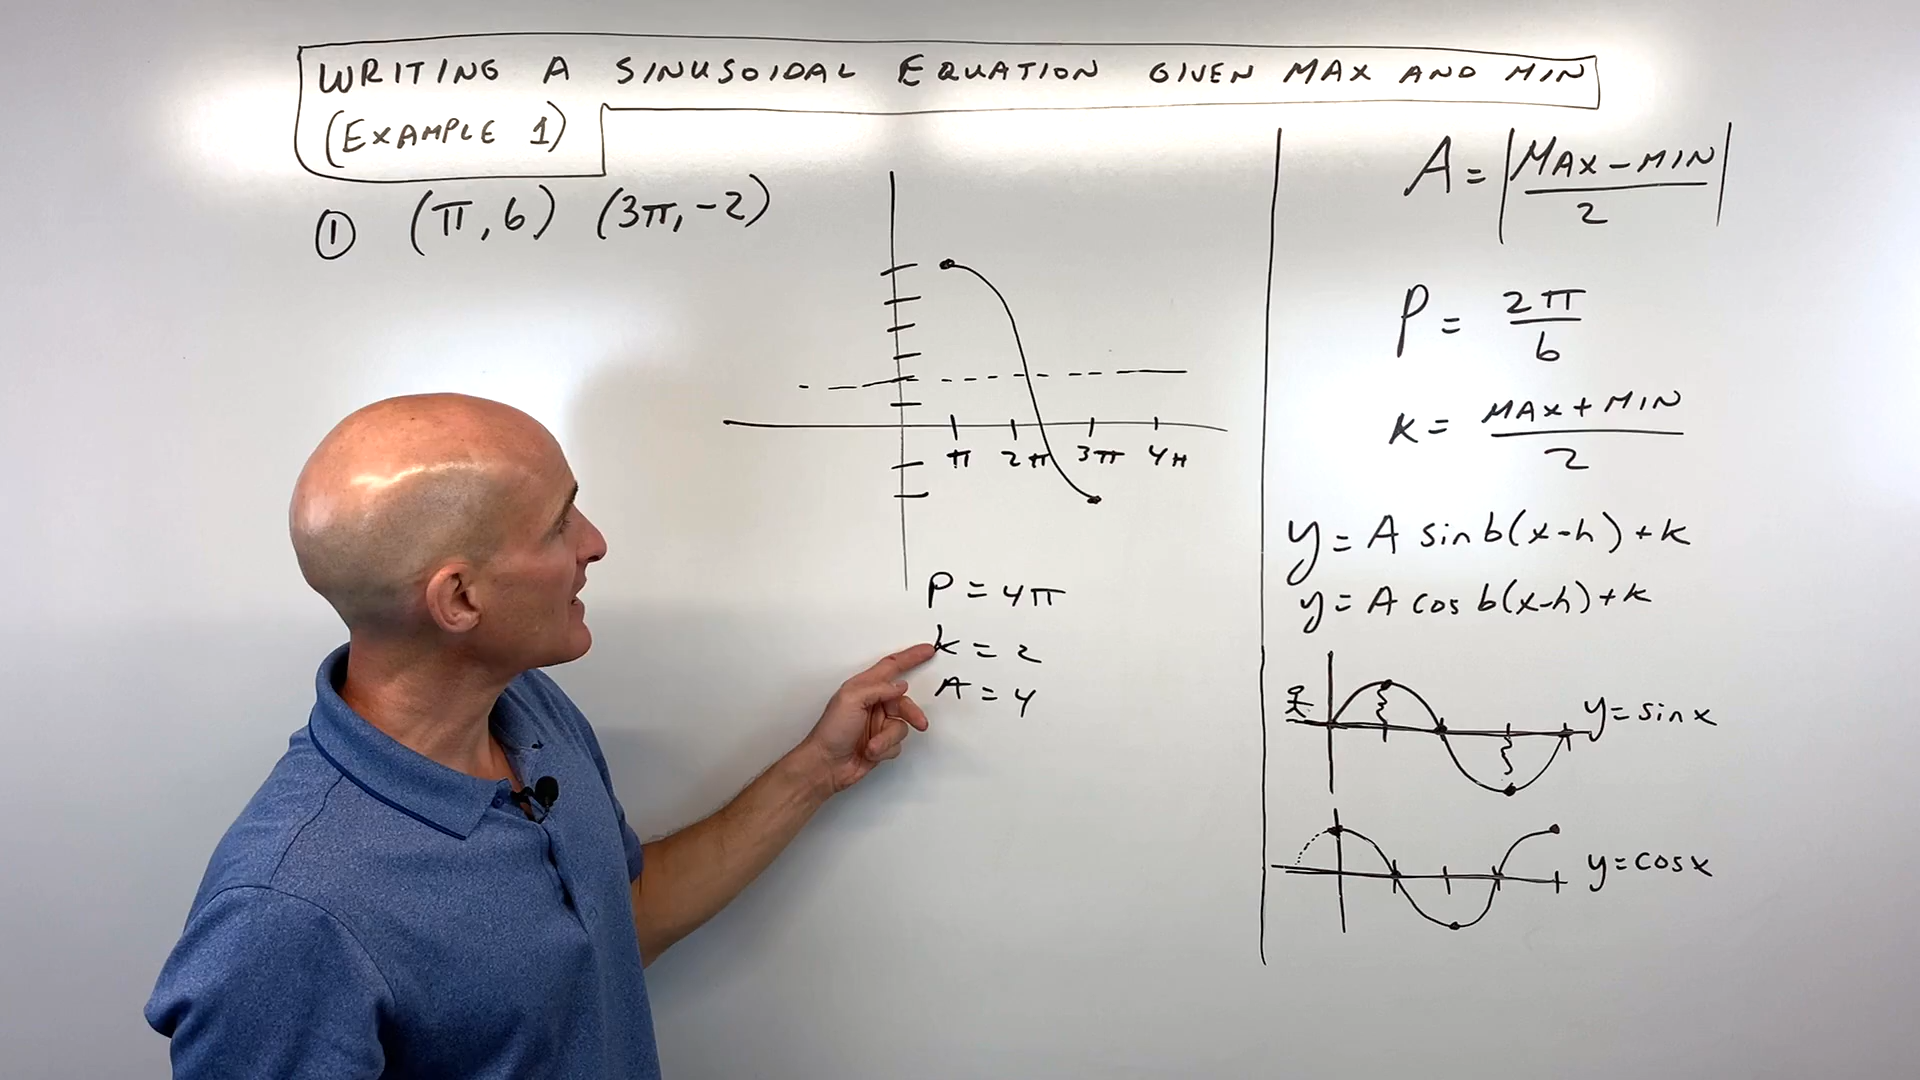 WRITING A SINUSOIDAL EQUATION GIVEN MAX AND MIN
(EXAMPLE 1)
① (π, 6) (3π, -2)
π 2π 3π 4π
P = 4π
k = 2
A = 4
A = |MAX - MIN / 2|
P = 2π / b
K = MAX + MIN / 2
y = A sin b(x-h) + k
y = A cos b(x-h) + k
y = sin x
y = cos x